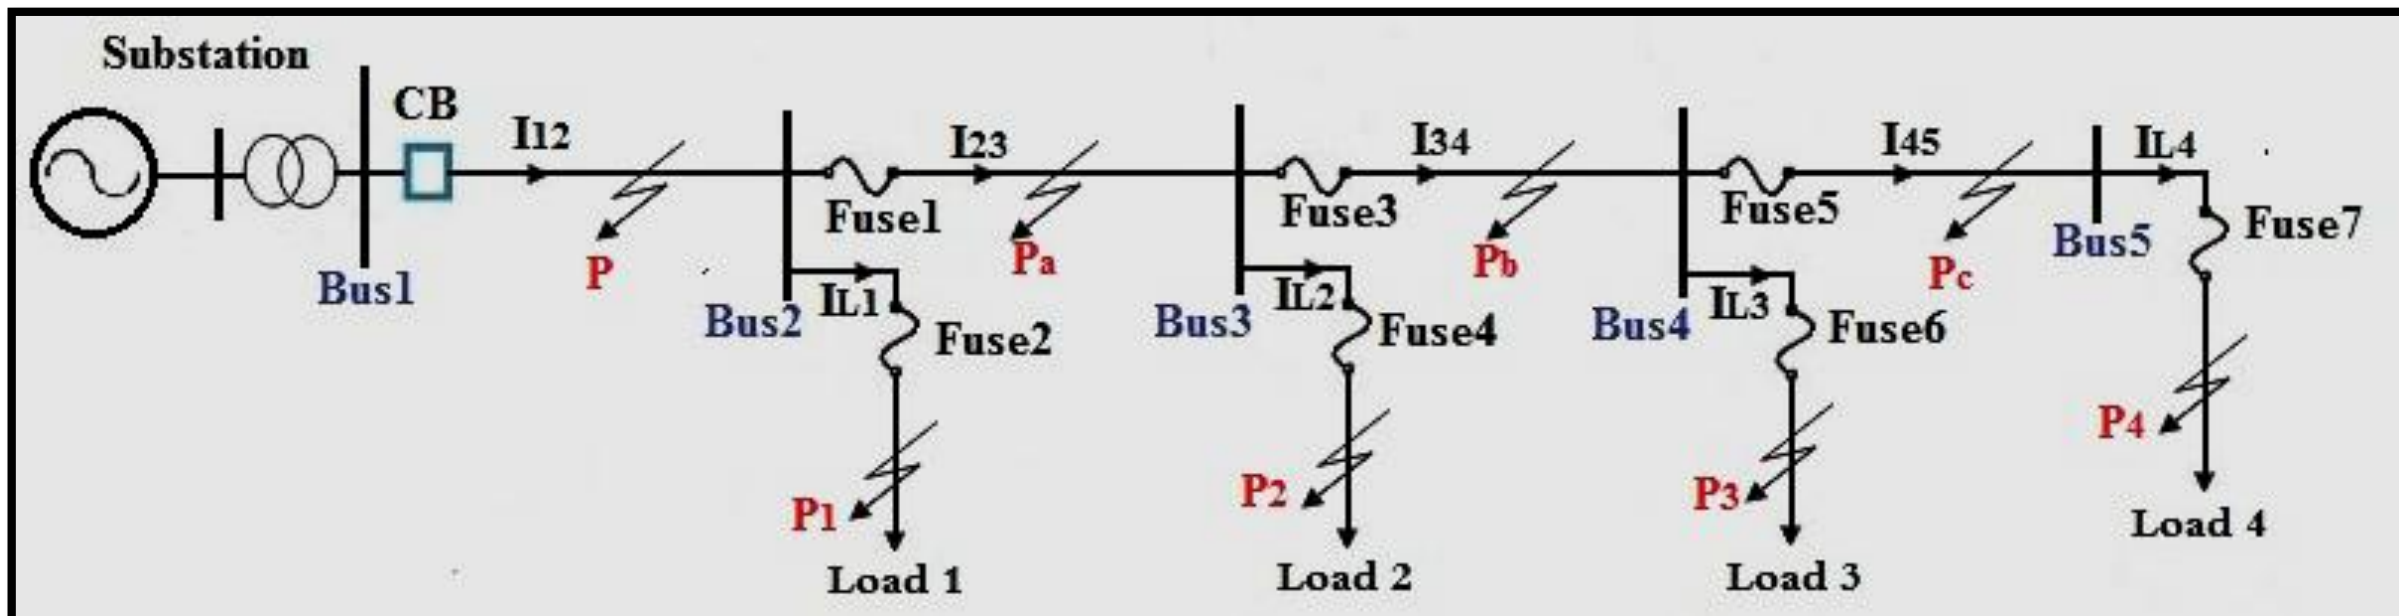 Substation
CB
I12
I23
I34
I45
IL4
Fuse1
Fuse3
Fuse5
Fuse7
P
Pa
Pb
Pc
Bus1
Bus2
Bus3
Bus4
Bus5
IL1
IL2
IL3
Fuse2
Fuse4
Fuse6
P1
P2
P3
P4
Load 1
Load 2
Load 3
Load 4